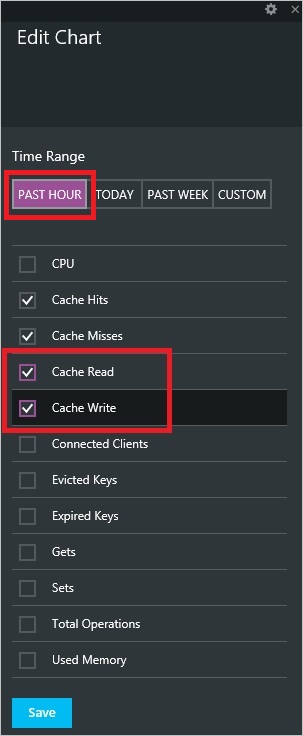 Edit Chart
Time Range
PAST HOUR TODAY PAST WEEK CUSTOM
CPU
Cache Hits
Cache Misses
Cache Read
Cache Write
Connected Clients
Evicted Keys
Expired Keys
Gets
Sets
Total Operations
Used Memory
Save